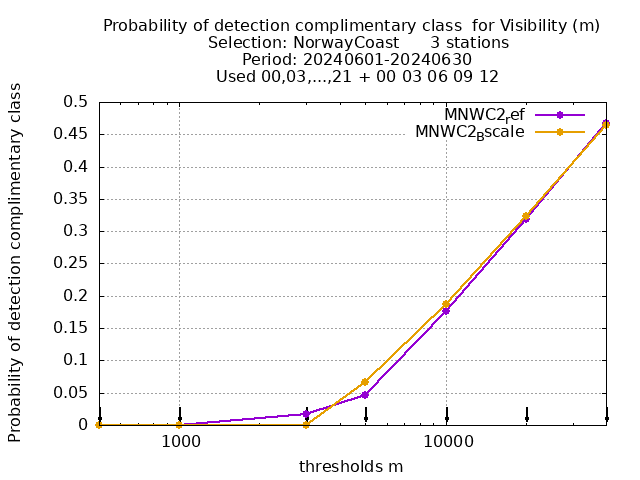 Probability of detection complimentary class  for Visibility (m)
Selection: NorwayCoast      3 stations
Period: 20240601-20240630
Used 00,03,...,21 + 00 03 06 09 12
Probability of detection complimentary class
0.5
0.45
0.4
0.35
0.3
0.25
0.2
0.15
0.1
0.05
0
MNWC2ref
MNWC2Bscale
1000
10000
thresholds m